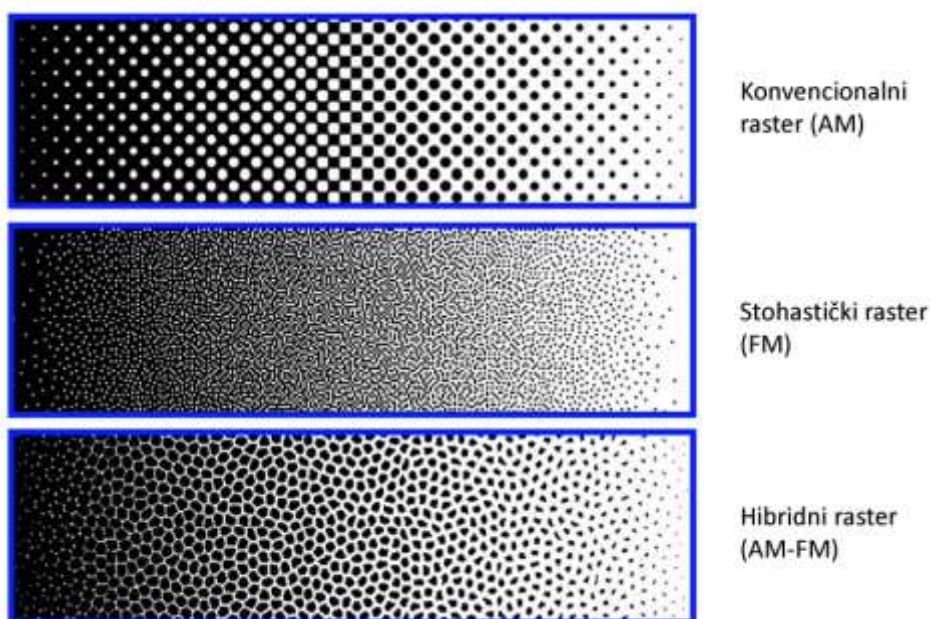 Konvencionalni
raster (AM)
Stohastički raster
(FM)
Hibridni raster
(AM-FM)